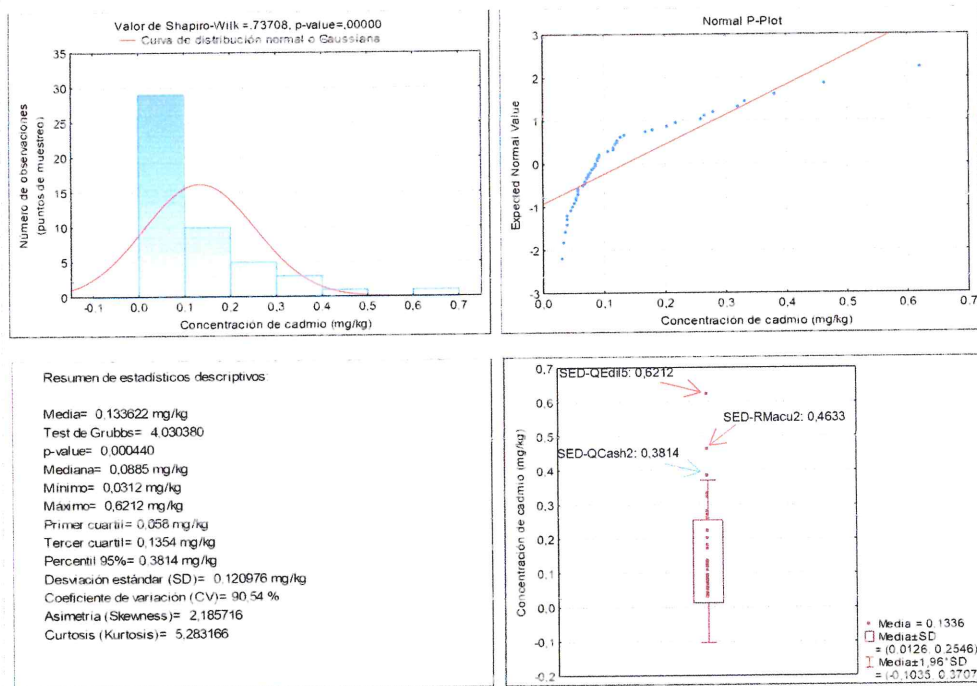 Valor de Shapiro-Wilk =.73708, p-value=,00000
Curva de distribución normal o Gaussiana
Número de observaciones
(puntos de muestreo)
35
30
25
20
15
10
5
0
-0.1 0.0 0.1 0.2 0.3 0.4 0.5 0.6 0.7
Concentración de cadmio (mg/kg)
Normal P-Plot
Expected Normal Value
3
2
1
0
-1
-2
-3
0,0 0,1 0,2 0,3 0,4 0,5 0,6 0,7
Concentración de cadmio (mg/kg)
Resumen de estadísticos descriptivos:
Media= 0,133622 mg/kg
Test de Grubbs= 4,030380
p-value= 0,000440
Mediana= 0,0885 mg/kg
Mínimo= 0,0312 mg/kg
Máximo= 0,6212 mg/kg
Primer cuartil= 0,058 mg/kg
Tercer cuartil= 0,1354 mg/kg
Percentil 95%= 0,3814 mg/kg
Desviación estándar (SD)= 0,120976 mg/kg
Coeficiente de variación (CV)= 90,54 %
Asimetría (Skewness)= 2,185716
Curtosis (Kurtosis)= 5,283166
Concentración de cadmio (mg/kg)
0,7
0,6
0,5
0,4
0,3
0,2
0,1
0,0
-0,1
-0,2
SED-QEdil5: 0,6212
SED-RMacu2: 0,4633
SED-QCash2: 0,3814
Media = 0,1336
Media±SD
= (0,0126, 0,2546)
Media±1,96*SD
= (-0,1035, 0,3707)